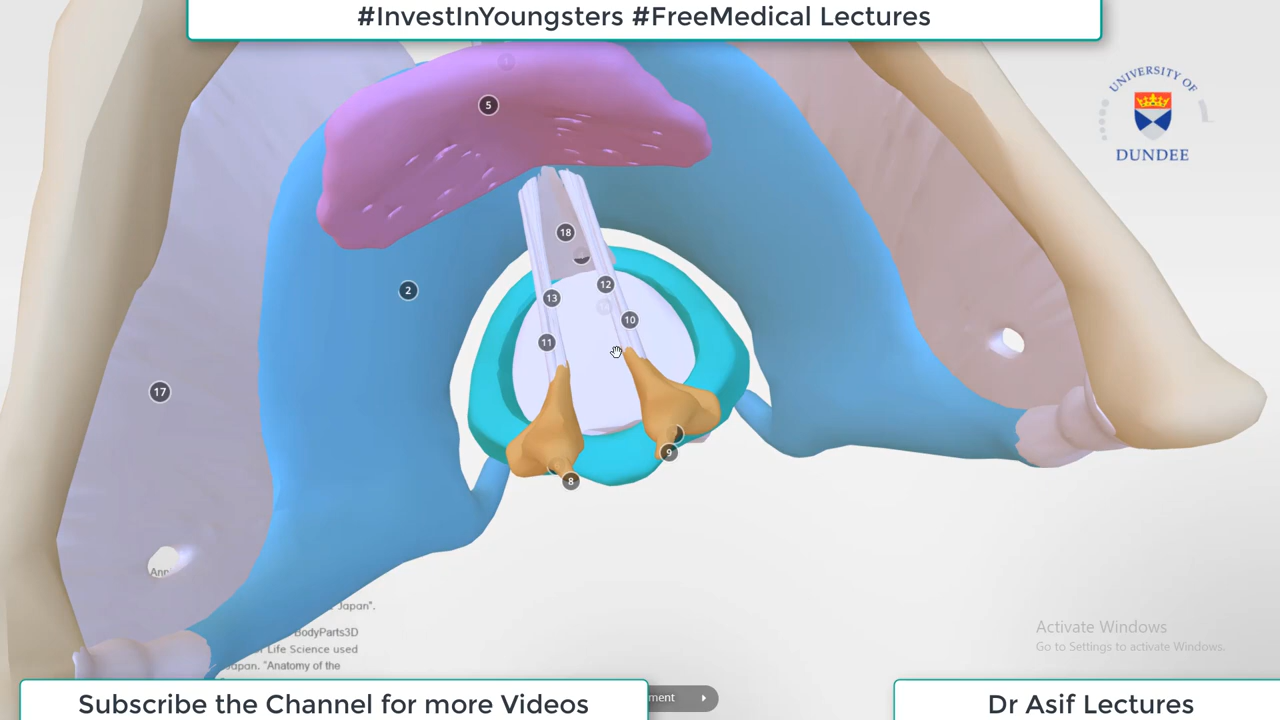 #InvestInYoungsters #FreeMedical Lectures
UNIVERSITY OF
DUNDEE
5
18
2
12
13
10
11
17
9
8
Japan".
BodyParts3D
Life Science used
"Anatomy of the
Activate Windows
Go to Settings to activate Windows.
Subscribe the Channel for more Videos
Dr Asif Lectures